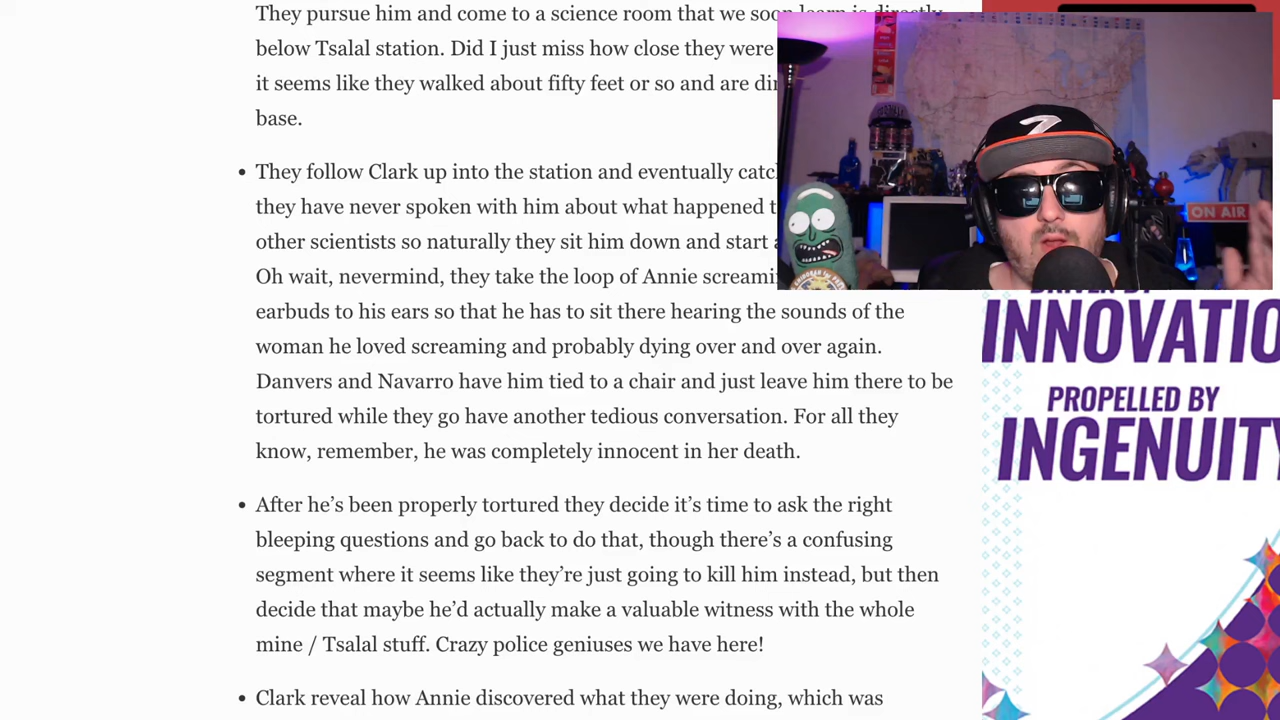 They pursue him and come to a science room that we soon learn is directly
below Tsalal station. Did I just miss how close they were
it seems like they walked about fifty feet or so and are
base.
• They follow Clark up into the station and eventually
they have never spoken with him about what happened
other scientists so naturally they sit him down and start
Oh wait, nevermind, they take the loop of Annie
earbuds to his ears so that he has to sit there hearing the sounds of the
woman he loved screaming and probably dying over and over again.
Danvers and Navarro have him tied to a chair and just leave him there to be
tortured while they go have another tedious conversation. For all they
know, remember, he was completely innocent in her death.
• After he's been properly tortured they decide it's time to ask the right
bleeping questions and go back to do that, though there's a confusing
segment where it seems like they're just going to kill him instead, but then
decide that maybe he'd actually make a valuable witness with the whole
mine / Tsalal stuff. Crazy police geniuses we have here!
• Clark reveal how Annie discovered what they were doing, which was
ON AIR
INNOVATIO
PROPELLED BY
INGENUITY